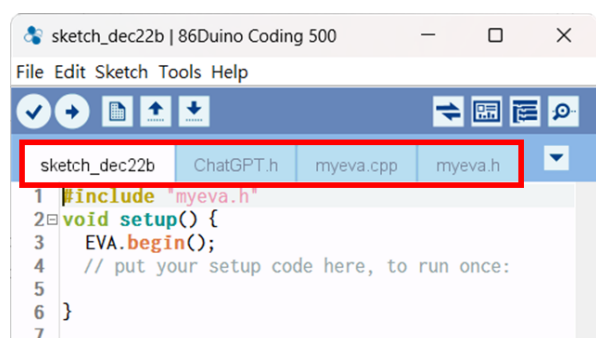 sketch_dec22b | 86Duino Coding 500
File Edit Sketch Tools Help
sketch_dec22b ChatGPT.h myeva.cpp myeva.h
1 #include "myeva.h"
2 void setup() {
3 EVA.begin();
4 // put your setup code here, to run once:
5
6 }
7